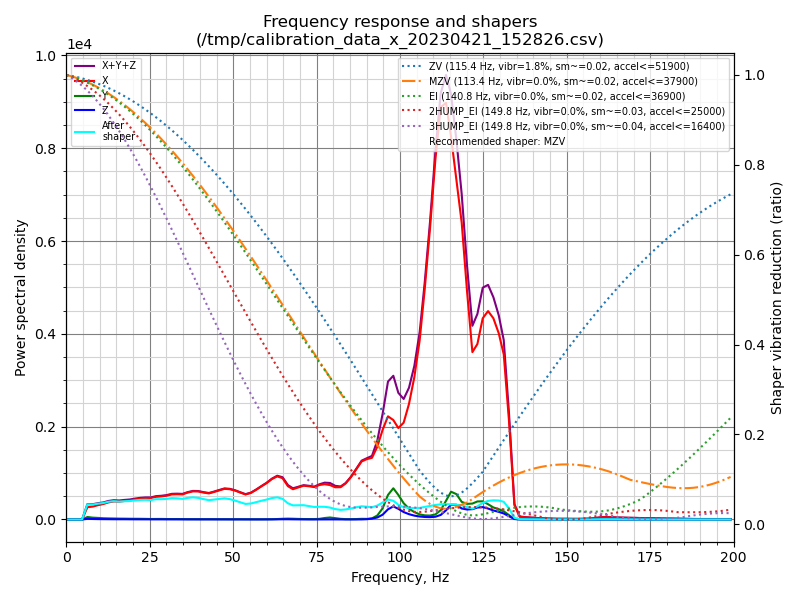 Frequency response and shapers
(/tmp/calibration_data_x_20230421_152826.csv)
1e4
X+Y+Z
X
Y
Z
After
shaper
ZV (115.4 Hz, vibr=1.8%, sm~=0.02, accel<=51900)
MZV (113.4 Hz, vibr=0.0%, sm~=0.02, accel<=37900)
EI (140.8 Hz, vibr=0.0%, sm~=0.02, accel<=36900)
2HUMP_EI (149.8 Hz, vibr=0.0%, sm~=0.03, accel<=25000)
3HUMP_EI (149.8 Hz, vibr=0.0%, sm~=0.04, accel<=16400)
Recommended shaper: MZV
Power spectral density
1.0
0.8
0.6
0.4
0.2
0.0
Shaper vibration reduction (ratio)
1.0
0.8
0.6
0.4
0.2
0.0
0
25
50
75
100
125
150
175
200
Frequency, Hz